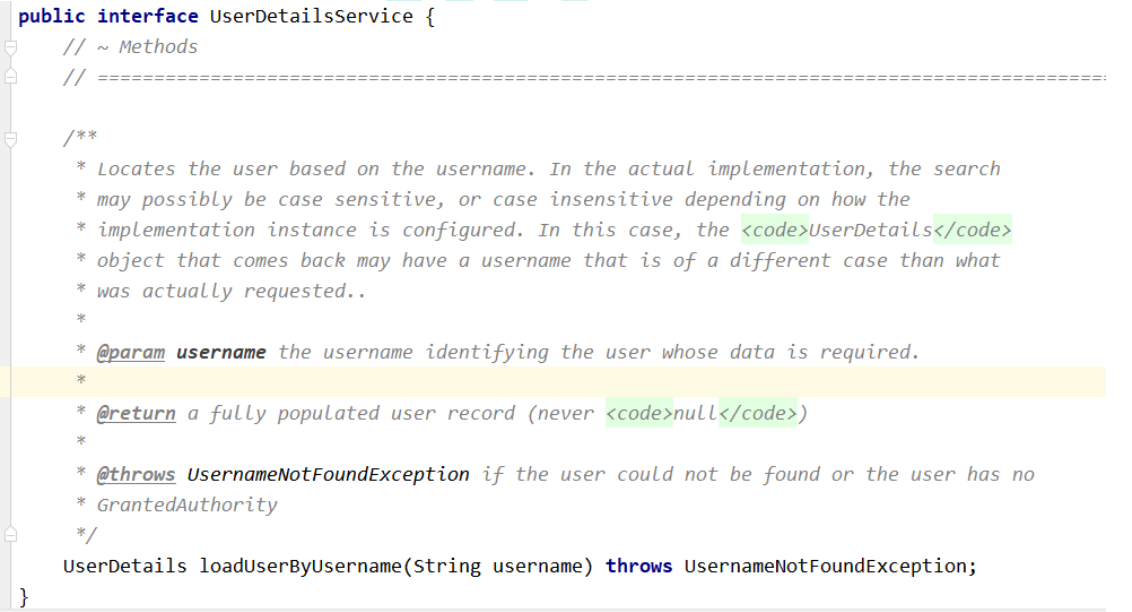 public interface UserDetailsService {
// ~ Methods
// ========================================================================================
/**
* Locates the user based on the username. In the actual implementation, the search
* may possibly be case sensitive, or case insensitive depending on how the
* implementation instance is configured. In this case, the <code>UserDetails</code>
* object that comes back may have a username that is of a different case than what
* was actually requested..
*
* @param username the username identifying the user whose data is required.
*
* @return a fully populated user record (never <code>null</code>)
*
* @throws UsernameNotFoundException if the user could not be found or the user has no
* GrantedAuthority
*/
UserDetails loadUserByUsername(String username) throws UsernameNotFoundException;
}